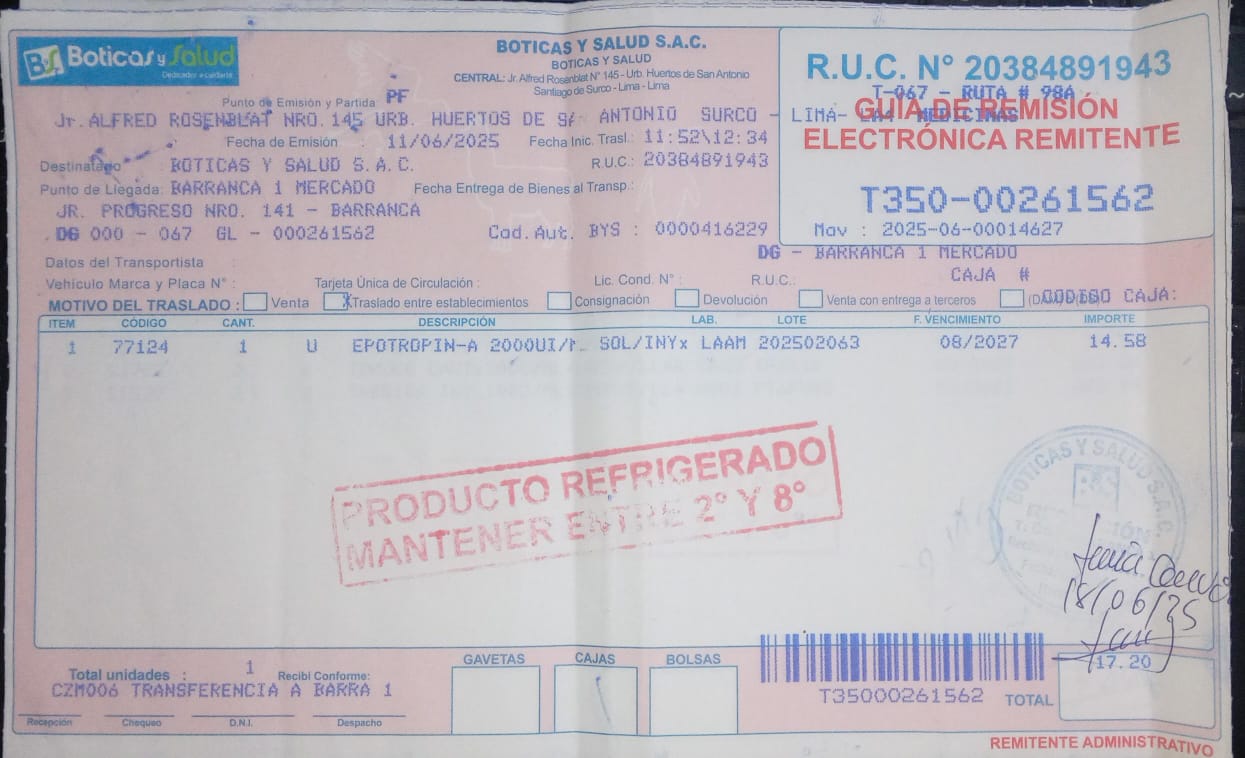 BS Boticas y Salud
Dedicados a cuidarte
BOTICAS Y SALUD S.A.C.
BOTICAS Y SALUD
CENTRAL: Jr. Alfred Rosenblat N° 145 - Urb. Huertos de San Antonio
Santiago de Surco - Lima - Lima
R.U.C. N° 20384891943
T-067 - RUTA # 98A
GUÍA DE REMISIÓN
ELECTRÓNICA REMITENTE
T350-00261562
Mov : 2025-06-00014627
Punto de Emisión y Partida PF
Jr. ALFRED ROSENBLAT NRO. 145 URB. HUERTOS DE SA ANTONIO SURCO - LIMA- MEDICINAS
Fecha de Emisión : 11/06/2025 Fecha Inic. Trasl.: 11:52\12:34
Destinatario BOTICAS Y SALUD S.A.C. R.U.C.: 20384891943
Punto de Llegada: BARRANCA 1 MERCADO Fecha Entrega de Bienes al Transp.:
JR. PROGRESO NRO. 141 - BARRANCA
DG 000 - 067 GL - 000261562 Cod. Aut. BYS : 0000416229
DG - BARRANCA 1 MERCADO
Datos del Transportista
CAJA #
Vehículo Marca y Placa N° : Tarjeta Única de Circulación : Lic. Cond. N° : R.U.C.:
MOTIVO DEL TRASLADO : Venta X Traslado entre establecimientos Consignación Devolución Venta con entrega a terceros CODIGO CAJA:
ITEM CÓDIGO CANT. DESCRIPCIÓN LAB. LOTE F. VENCIMIENTO IMPORTE
1 77124 1 U EPOTROPIN-A 2000UI/M SOL/INYx LAAM 202502063 08/2027 14.58
PRODUCTO REFRIGERADO
MANTENER ENTRE 2° Y 8°
BOTICAS Y SALUD S.A.C.
BS
18/06/25
GAVETAS CAJAS BOLSAS
Total unidades : 1 Recibí Conforme:
CZM006 TRANSFERENCIA A BARRA 1
Recepción Chequeo D.N.I. Despacho
T35000261562 TOTAL 17.20
REMITENTE ADMINISTRATIVO